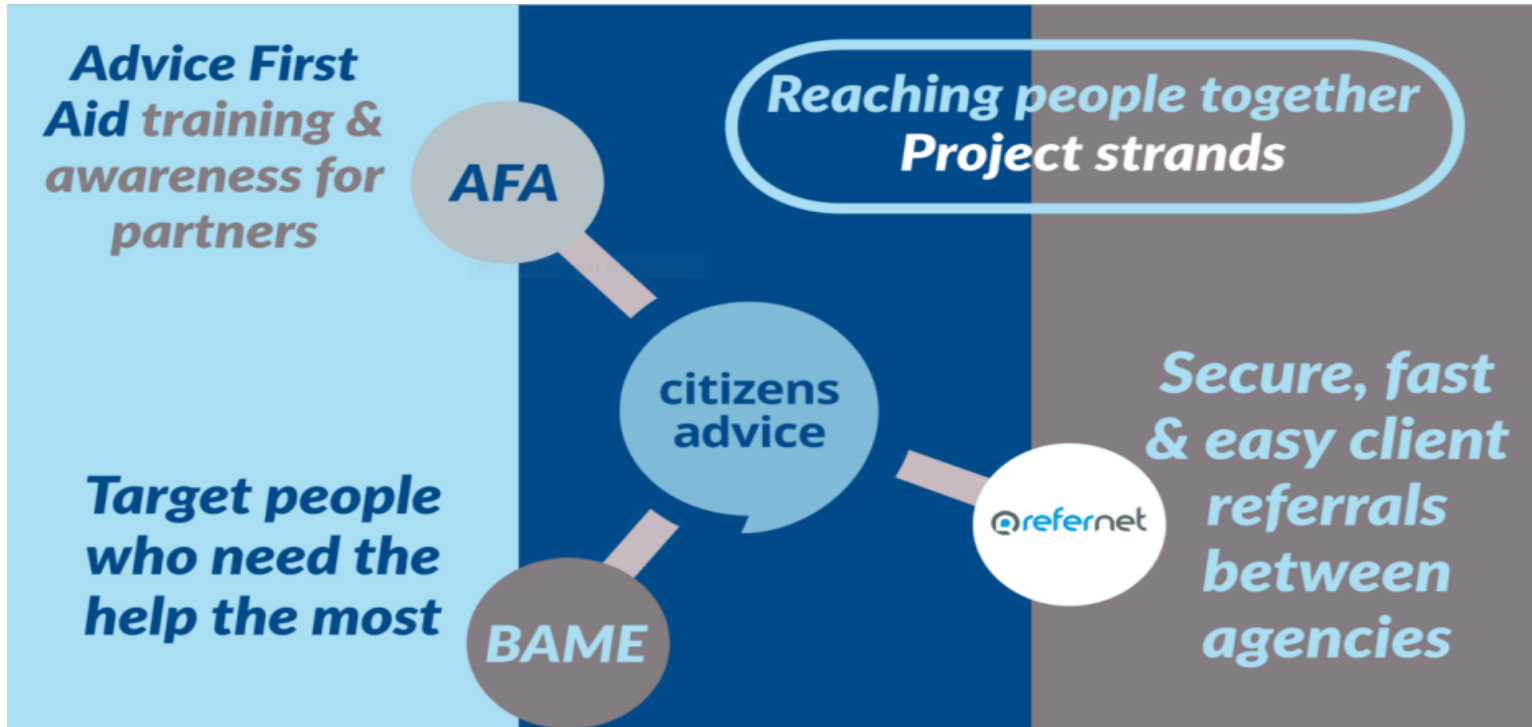 Advice First
Aid training &
awareness for
partners
AFA
Reaching people together
Project strands
citizens
advice
Target people
who need the
help the most
BAME
refernet
Secure, fast
& easy client
referrals
between
agencies